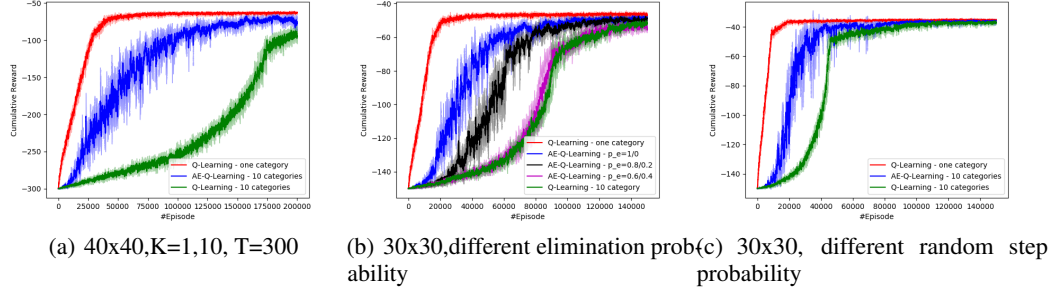 −50
−100
−150
−200
−250
−300
Cumulative Reward
0
25000
50000
75000
100000
125000
150000
175000
200000
#Episode
Q-Learning - one category
AE-Q-Learning - 10 categories
Q-Learning - 10 categories
(a) 40x40,K=1,10, T=300
−40
−60
−80
−100
−120
−140
Cumulative Reward
0
20000
40000
60000
80000
100000
120000
140000
#Episode
Q-Learning - one category
AE-Q-Learning - p_e=1/0
AE-Q-Learning - p_e=0.8/0.2
AE-Q-Learning - p_e=0.6/0.4
Q-Learning - 10 category
(b) 30x30,different elimination prob-
ability
−40
−60
−80
−100
−120
−140
Cumulative Reward
0
20000
40000
60000
80000
100000
120000
140000
#Episode
Q-Learning - one category
AE-Q-Learning - 10 categories
Q-Learning - 10 categories
(c) 30x30, different random step
probability